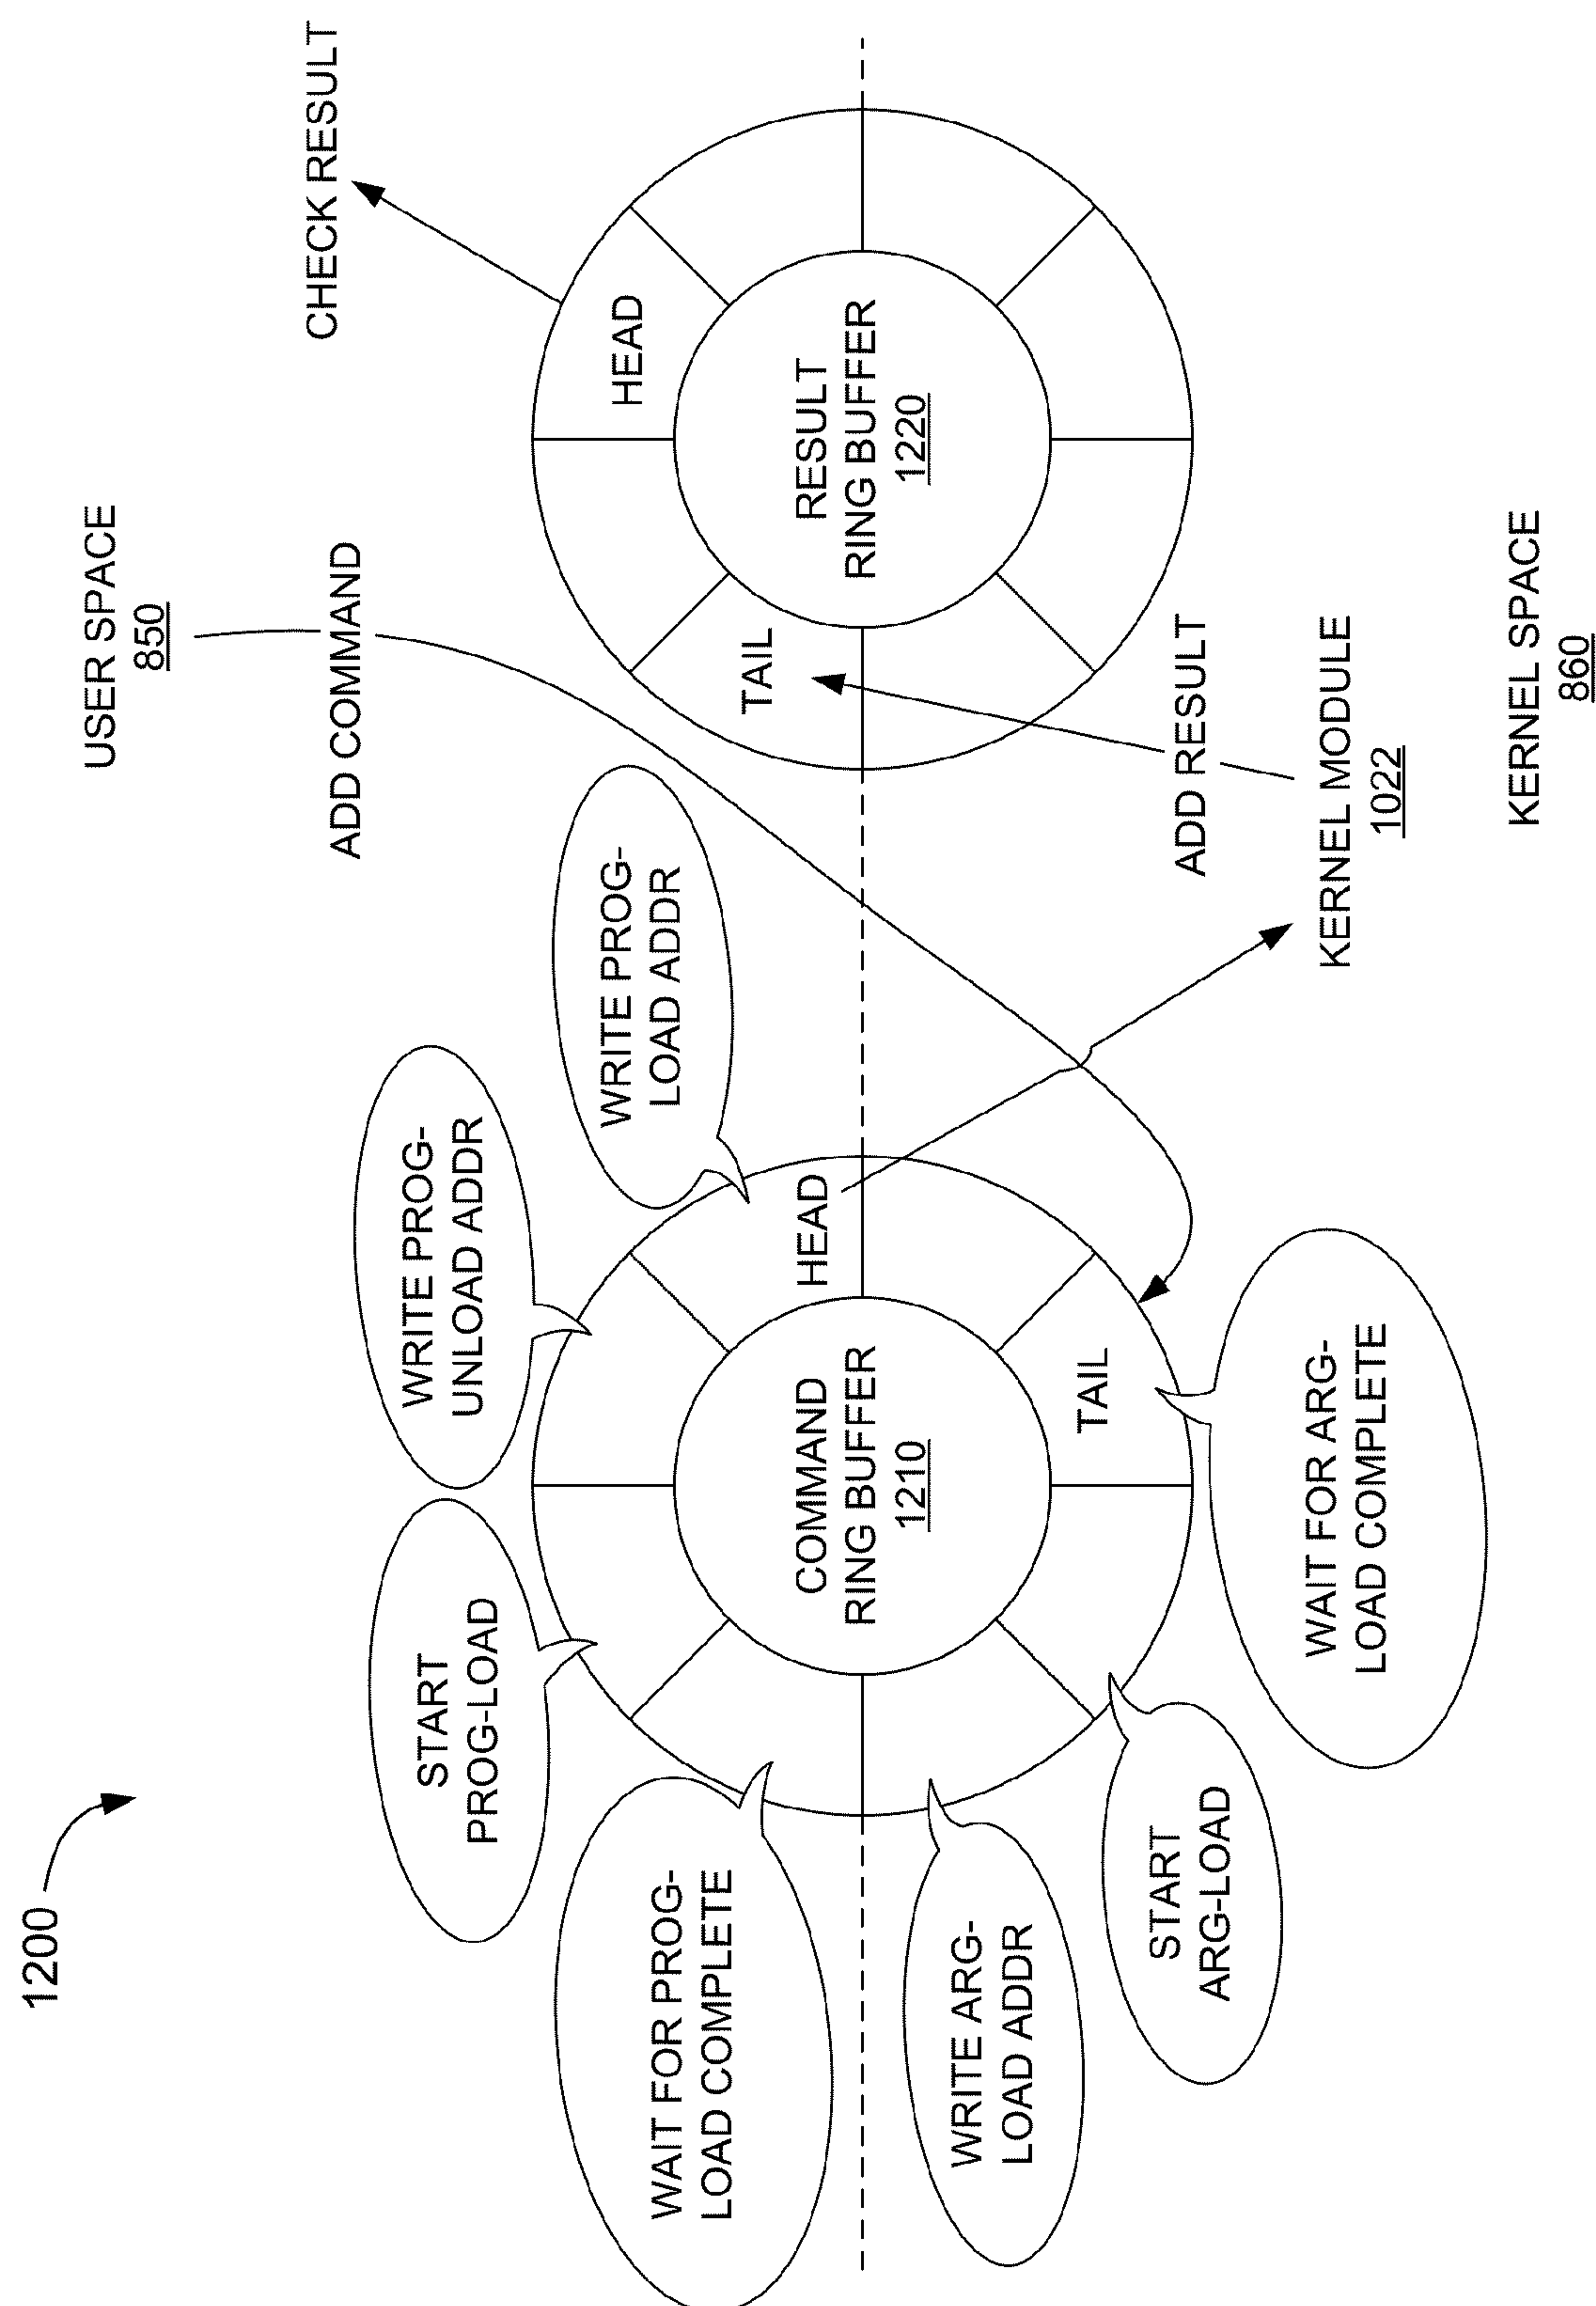 1200
USER SPACE
850
ADD COMMAND
CHECK RESULT
START
PROG-LOAD
WRITE PROG-
UNLOAD ADDR
WRITE PROG-
LOAD ADDR
WAIT FOR PROG-
LOAD COMPLETE
HEAD
COMMAND
RING BUFFER
1210
TAIL
HEAD
TAIL
RESULT
RING BUFFER
1220
WRITE ARG-
LOAD ADDR
START
ARG-LOAD
WAIT FOR ARG-
LOAD COMPLETE
ADD RESULT
KERNEL MODULE
1022
KERNEL SPACE
860